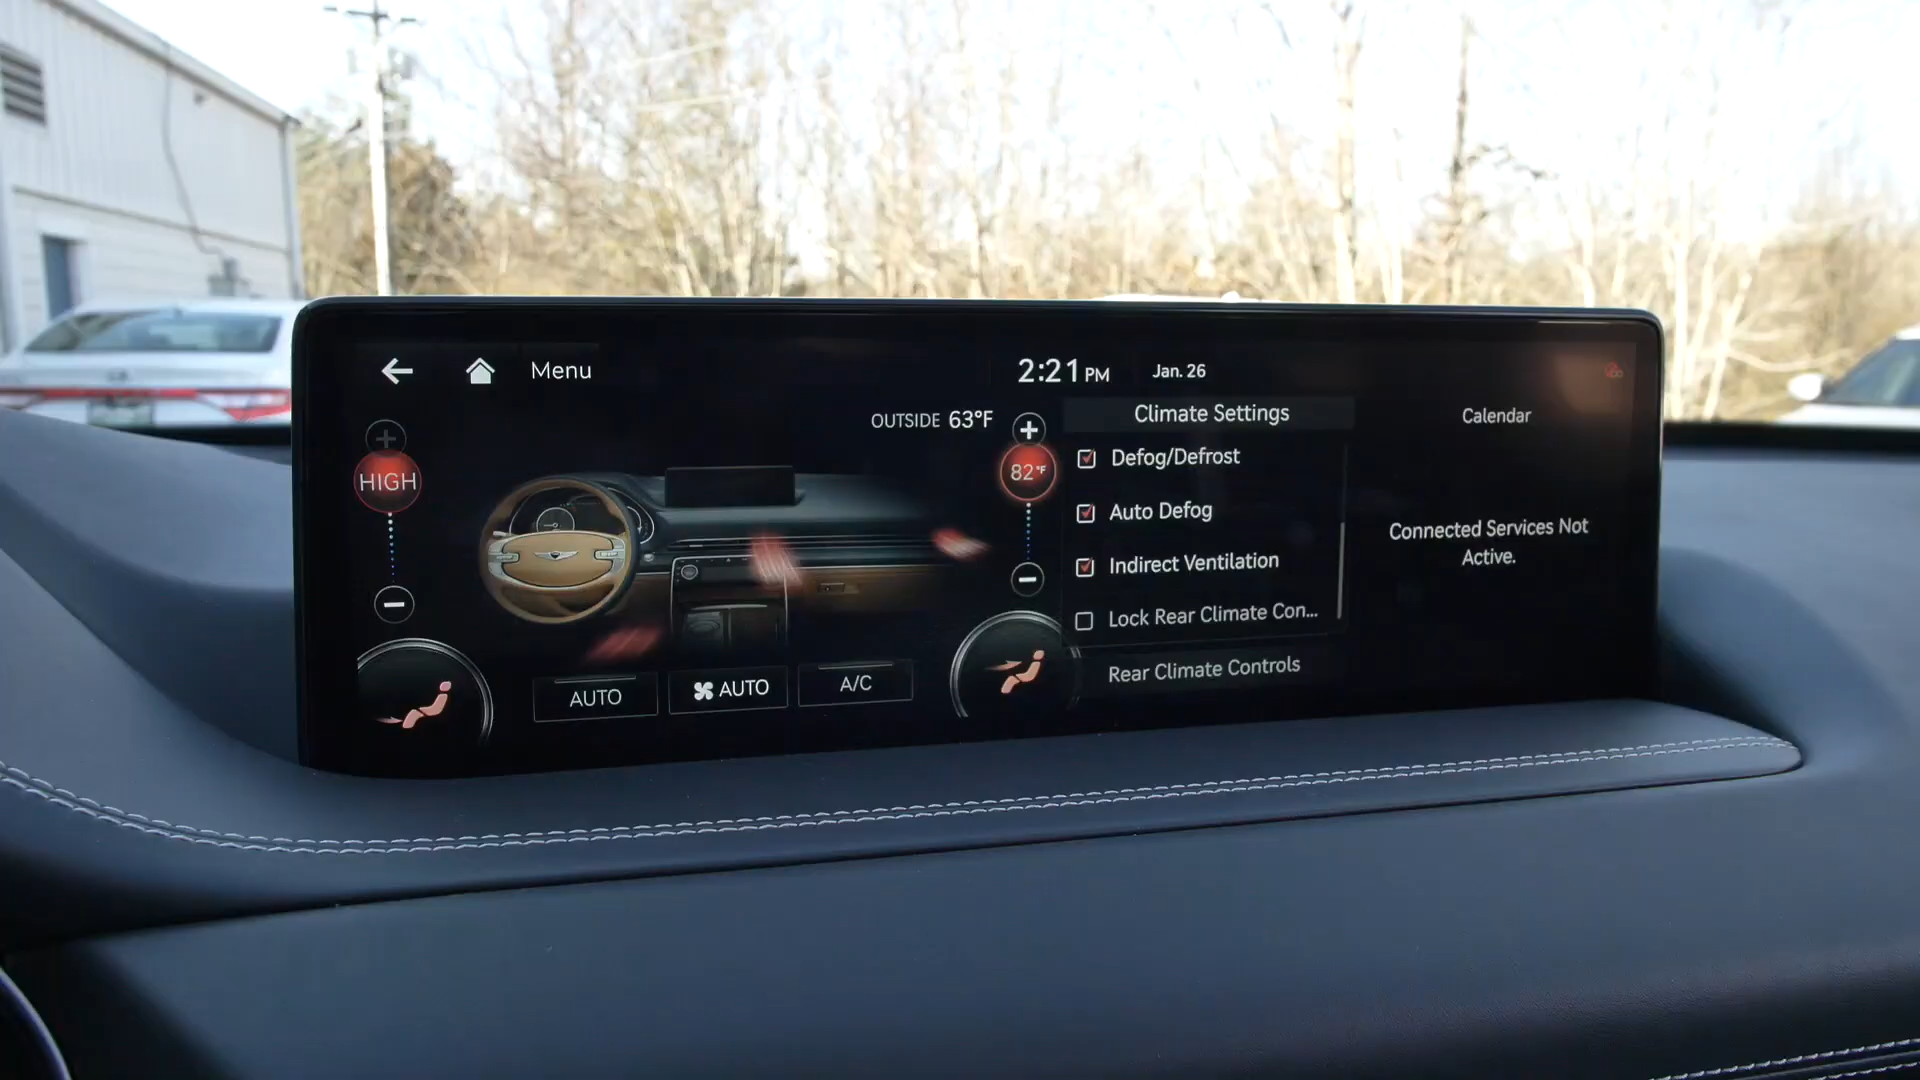 Menu
2:21 PM
Jan. 26
OUTSIDE 63°F
HIGH
82°F
AUTO
AUTO
A/C
Climate Settings
Defog/Defrost
Auto Defog
Indirect Ventilation
Lock Rear Climate Con...
Rear Climate Controls
Calendar
Connected Services Not
Active.